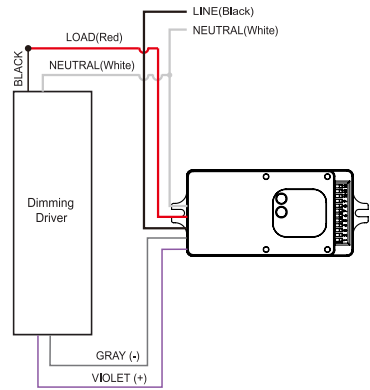 LINE(Black)
NEUTRAL(White)
LOAD(Red)
BLACK
NEUTRAL(White)
Dimming
Driver
GRAY (-)
VIOLET (+)